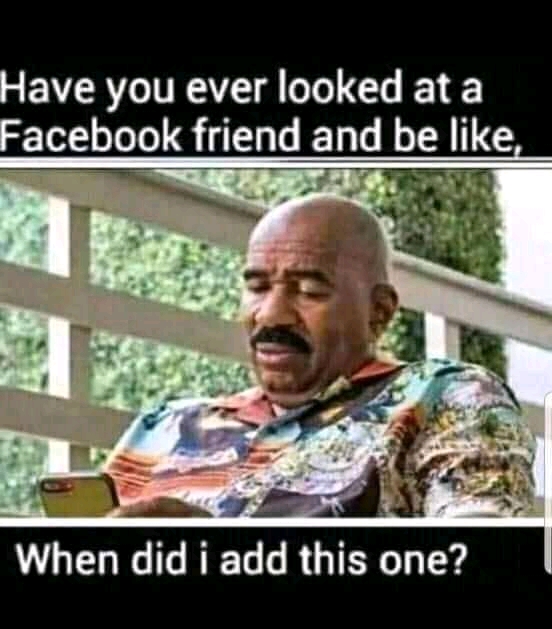 Have you ever looked at a
Facebook friend and be like,
When did i add this one?